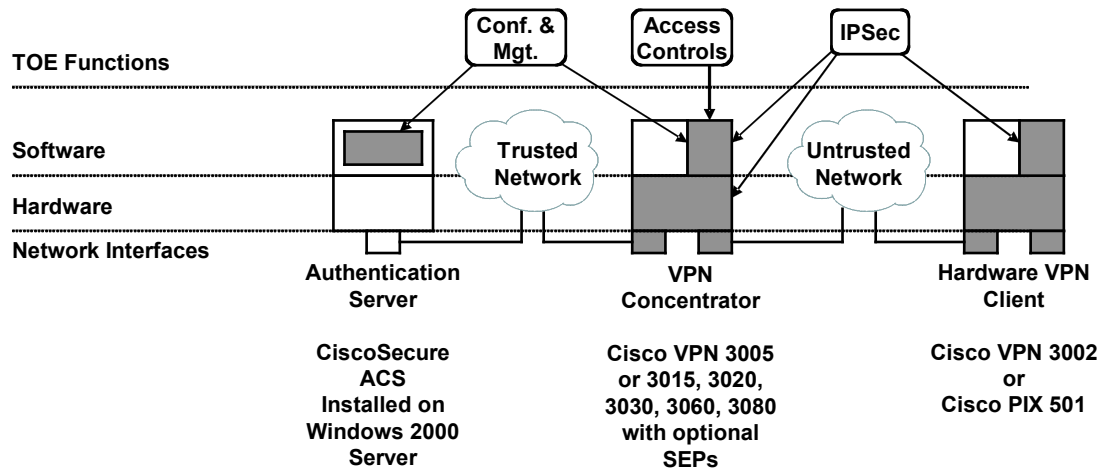 Conf. &
Mgt.
Access
Controls
IPSec
TOE Functions
Software
Trusted
Network
Untrusted
Network
Hardware
Network Interfaces
Authentication
Server
VPN
Concentrator
Hardware VPN
Client
CiscoSecure
ACS
Installed on
Windows 2000
Server
Cisco VPN 3005
or 3015, 3020,
3030, 3060, 3080
with optional
SEPs
Cisco VPN 3002
or
Cisco PIX 501